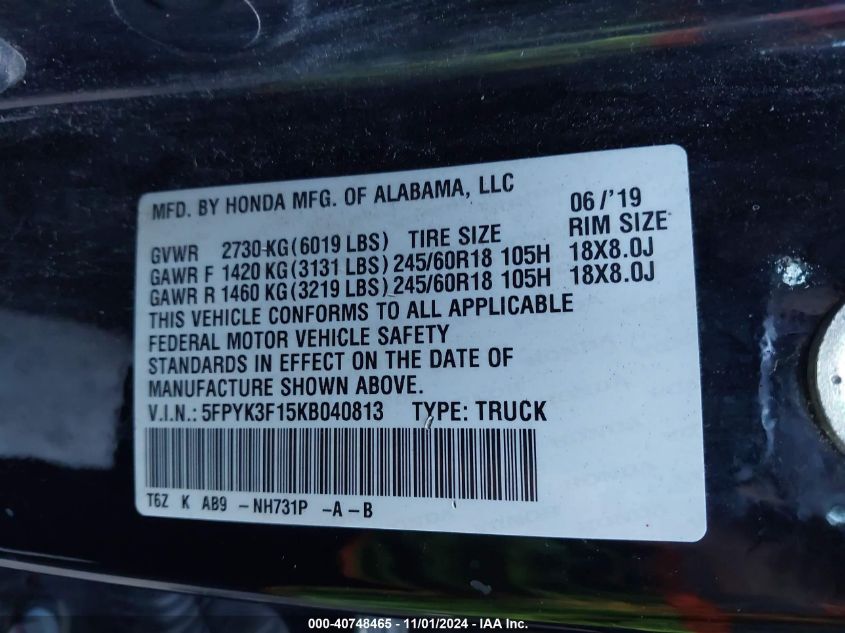 MFD. BY HONDA MFG. OF ALABAMA, LLC 06/'19
GVWR 2730 KG(6019 LBS) TIRE SIZE RIM SIZE
GAWR F 1420 KG(3131 LBS) 245/60R18 105H 18X8.0J
GAWR R 1460 KG(3219 LBS) 245/60R18 105H 18X8.0J
THIS VEHICLE CONFORMS TO ALL APPLICABLE
FEDERAL MOTOR VEHICLE SAFETY
STANDARDS IN EFFECT ON THE DATE OF
MANUFACTURE SHOWN ABOVE.
V.I.N.: 5FPYK3F15KB040813 TYPE: TRUCK
T6Z K AB9 -NH731P -A-B
000-40748465 - 11/01/2024 - IAA Inc.